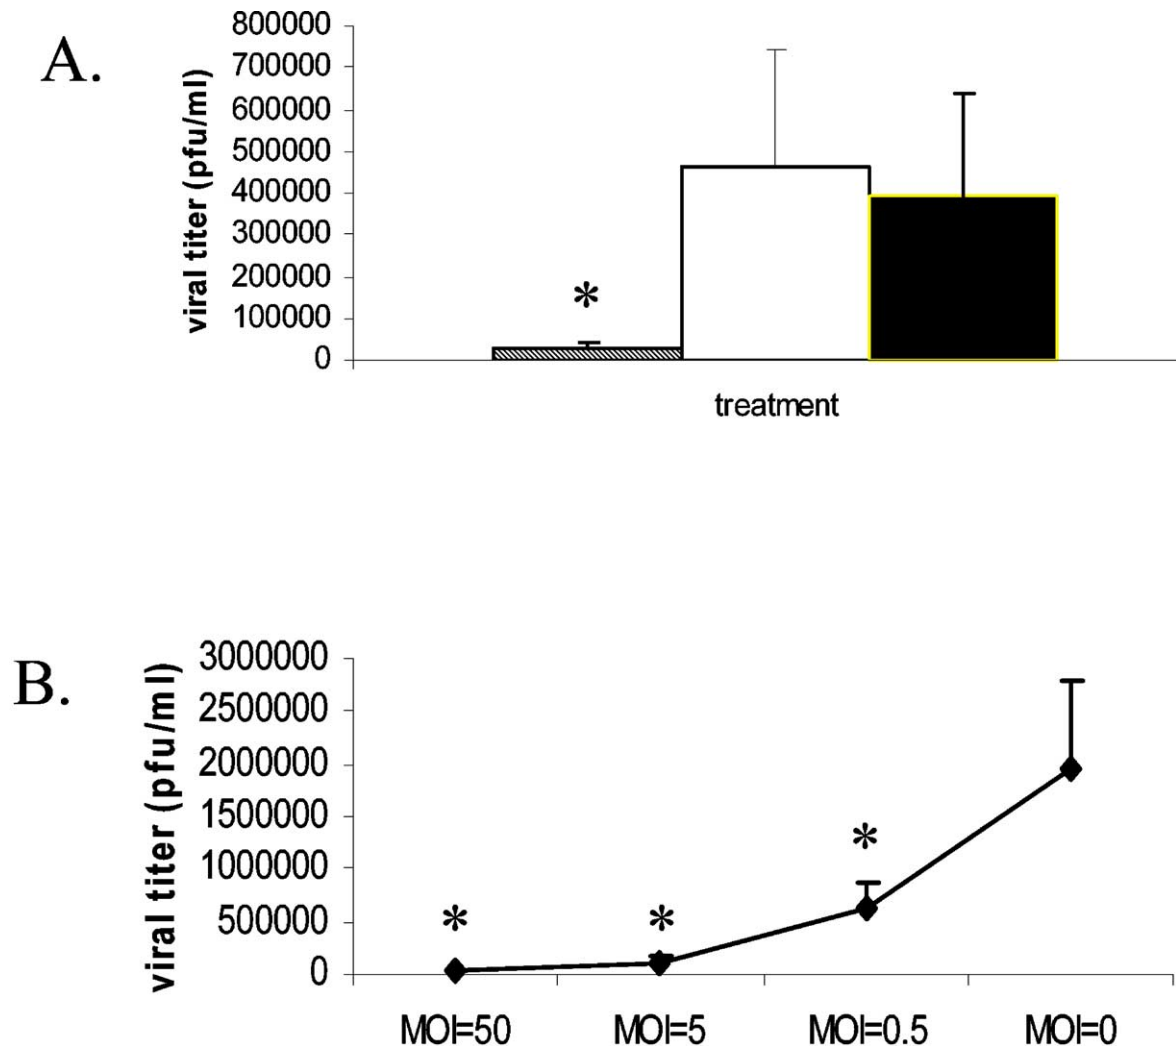 A.
viral titer (pfu/ml)
800000
700000
600000
500000
400000
300000
200000
100000
0
*
treatment
B.
viral titer (pfu/ml)
3000000
2500000
2000000
1500000
1000000
500000
0
* * *
MOI=50 MOI=5 MOI=0.5 MOI=0